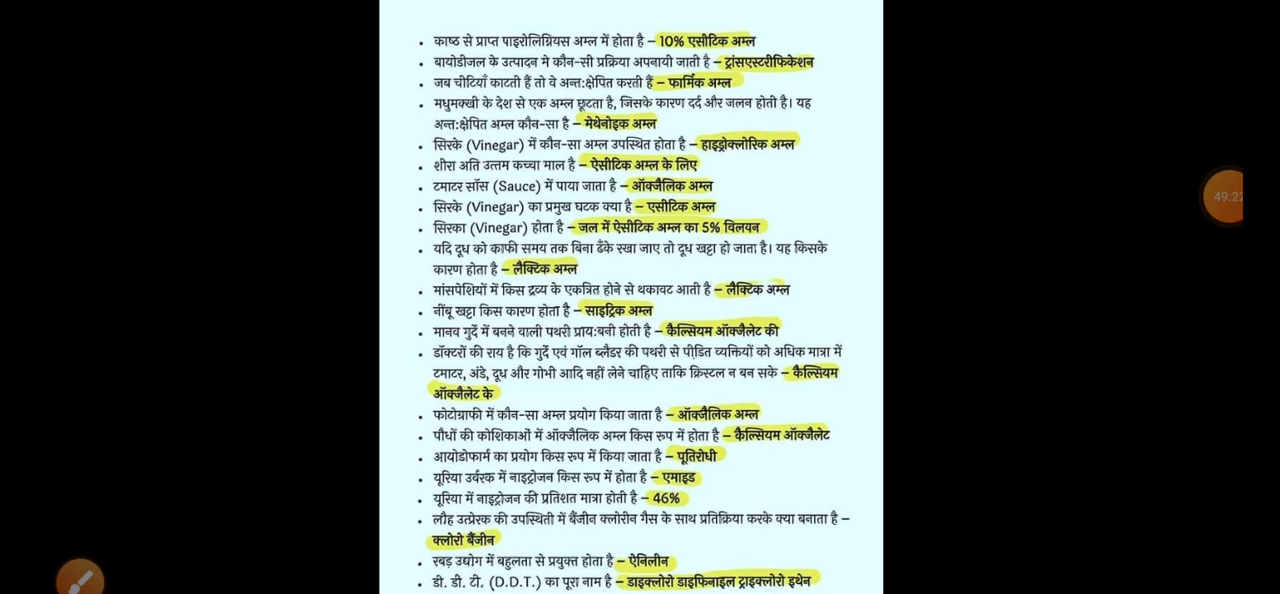 • काष्ठ से प्राप्त पाइरोलिग्नियस अम्ल में होता है – 10% एसीटिक अम्ल
• बायोडीजल के उत्पादन मे कौन-सी प्रक्रिया अपनायी जाती है – ट्रांसएस्टरीफिकेशन
• जब चीटियाँ काटती हैं तो वे अन्त:क्षेपित करती हैं – फार्मिक अम्ल
• मधुमक्खी के देश से एक अम्ल छूटता है, जिसके कारण दर्द और जलन होती है। यह
अन्त:क्षेपित अम्ल कौन-सा है – मेथेनोइक अम्ल
• सिरके (Vinegar) में कौन-सा अम्ल उपस्थित होता है – हाइड्रोक्लोरिक अम्ल
• शीरा अति उत्तम कच्चा माल है – ऐसीटिक अम्ल के लिए
• टमाटर सॉस (Sauce) में पाया जाता है – ऑक्जैलिक अम्ल
• सिरके (Vinegar) का प्रमुख घटक क्या है – एसीटिक अम्ल
• सिरका (Vinegar) होता है – जल में ऐसीटिक अम्ल का 5% विलयन
• यदि दूध को काफी समय तक बिना ढँके रखा जाए तो दूध खट्टा हो जाता है। यह किसके
कारण होता है – लैक्टिक अम्ल
• मांसपेशियों में किस द्रव्य के एकत्रित होने से थकावट आती है – लैक्टिक अम्ल
• नींबू खट्टा किस कारण होता है – साइट्रिक अम्ल
• मानव गुर्दे में बनने वाली पथरी प्राय:बनी होती है – कैल्सियम ऑक्जैलेट की
• डॉक्टरों की राय है कि गुर्दे एवं गॉल ब्लैडर की पथरी से पीड़ित व्यक्तियों को अधिक मात्रा में
टमाटर, अंडे, दूध और गोभी आदि नहीं लेने चाहिए ताकि क्रिस्टल न बन सके – कैल्सियम
ऑक्जैलेट के
• फोटोग्राफी में कौन-सा अम्ल प्रयोग किया जाता है – ऑक्जैलिक अम्ल
• पौधों की कोशिकाओं में ऑक्जैलिक अम्ल किस रूप में होता है – कैल्सियम ऑक्जैलेट
• आयोडोफार्म का प्रयोग किस रूप में किया जाता है – पूतिरोधी
• यूरिया उर्वरक में नाइट्रोजन किस रूप में होता है – एमाइड
• यूरिया में नाइट्रोजन की प्रतिशत मात्रा होती है – 46%
• लौह उत्प्रेरक की उपस्थिती में बैंजीन क्लोरीन गैस के साथ प्रतिक्रिया करके क्या बनाता है –
क्लोरो बैंजीन
• रबड़ उद्योग में बहुलता से प्रयुक्त होता है – ऐनिलीन
• डी. डी. टी. (D.D.T.) का पूरा नाम है – डाइक्लोरो डाइफिनाइल ट्राइक्लोरो इथेन
49:22